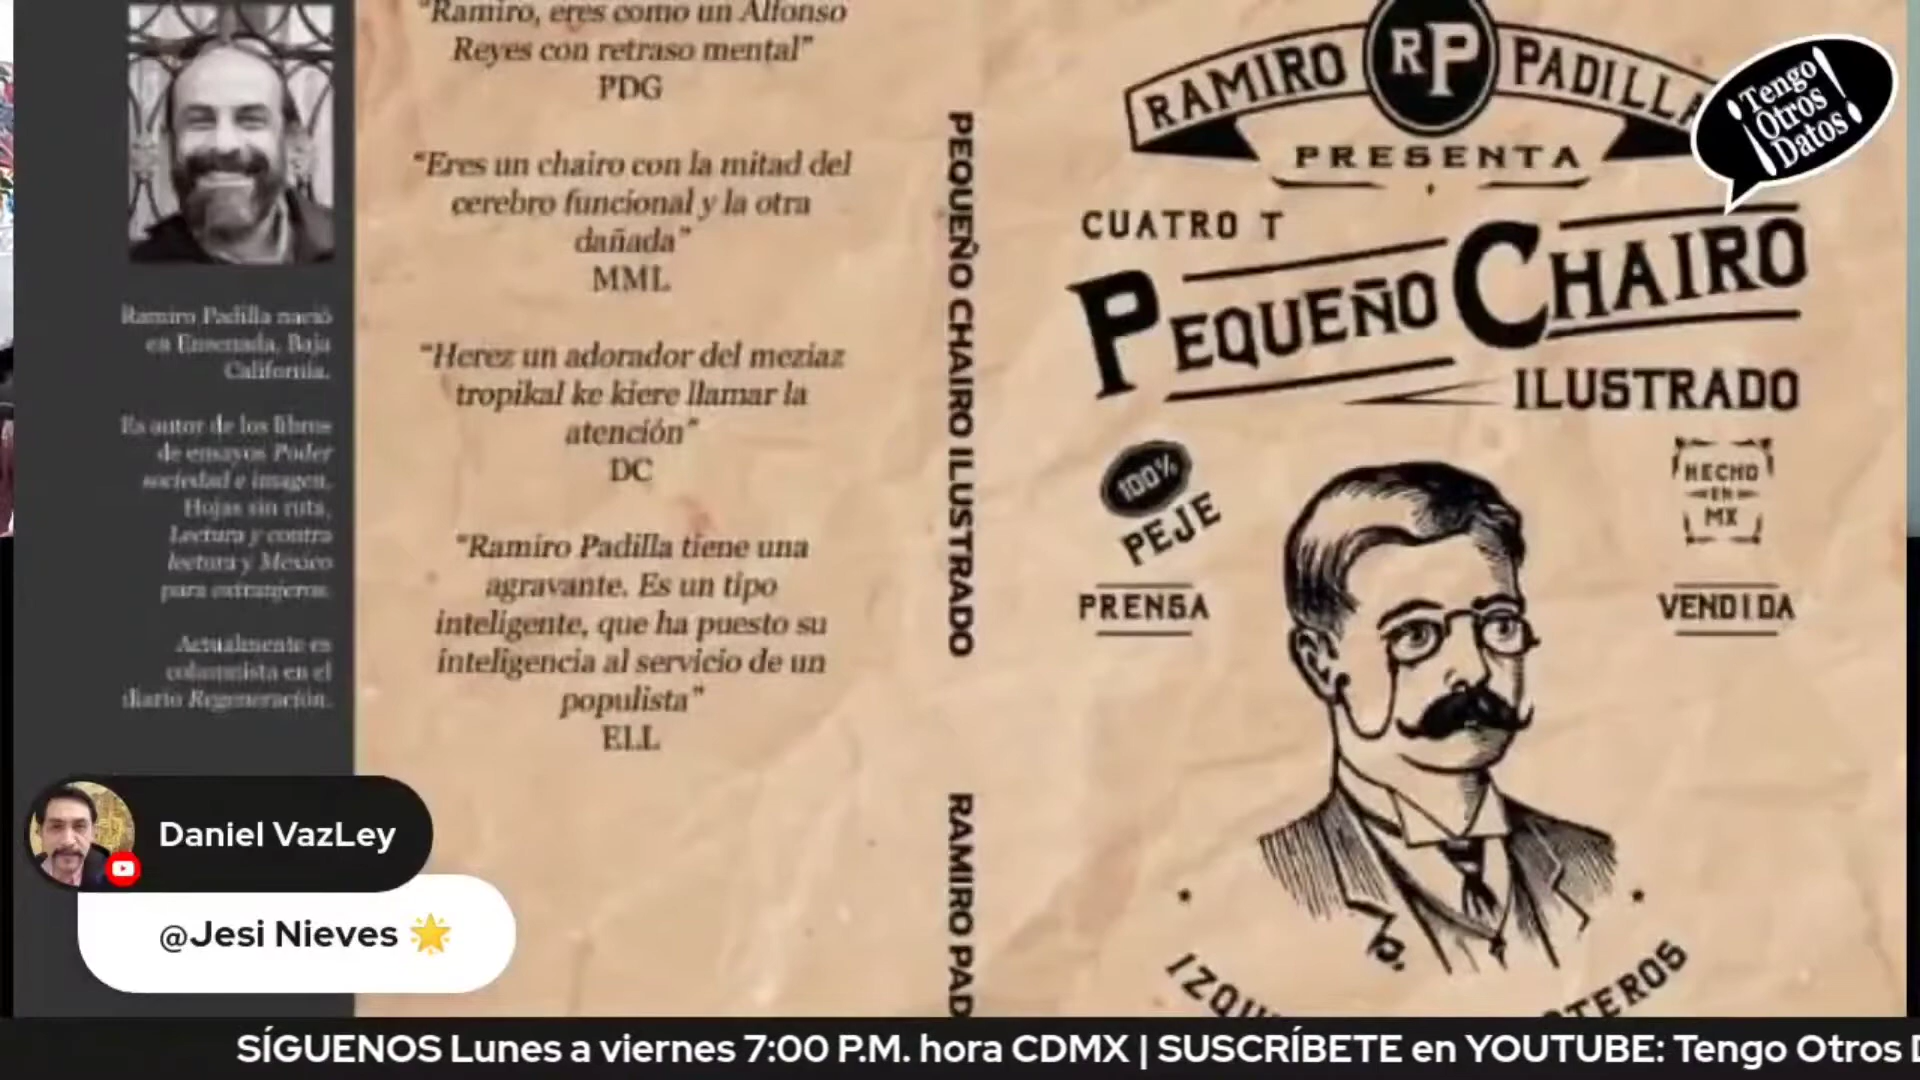 "Ramiro, eres como un Alfonso
Reyes con retraso mental"
PDG
"Eres un chairo con la mitad del
cerebro funcional y la otra
dañada"
MML
"Herez un adorador del meziaz
tropikal ke kiere llamar la
atención"
DC
"Ramiro Padilla tiene una
agravante. Es un tipo
inteligente, que ha puesto su
inteligencia al servicio de un
populista"
ELL
Ramiro Padilla nació
en Ensenada, Baja
California.
Es autor de los libros
de ensayos Poder
sociedad e imagen,
Hojas sin ruta,
Lectura y contra
lectura y Mexico
para extranjeros.
Actualmente es
columnista en el
diario Regeneración.
PEQUEÑO CHAIRO ILUSTRADO
RAMIRO PAD
RAMIRO RP PADILLA
PRESENTA
CUATRO T
PEQUEÑO CHAIRO
ILUSTRADO
100%
PEJE
HECHO
EN
MX
PRENSA
VENDIDA
IZQU
TEROS
¡Tengo
Otros
Datos!
Daniel VazLey
@Jesi Nieves 🌟
SÍGUENOS Lunes a viernes 7:00 P.M. hora CDMX | SUSCRÍBETE en YOUTUBE: Tengo Otros D